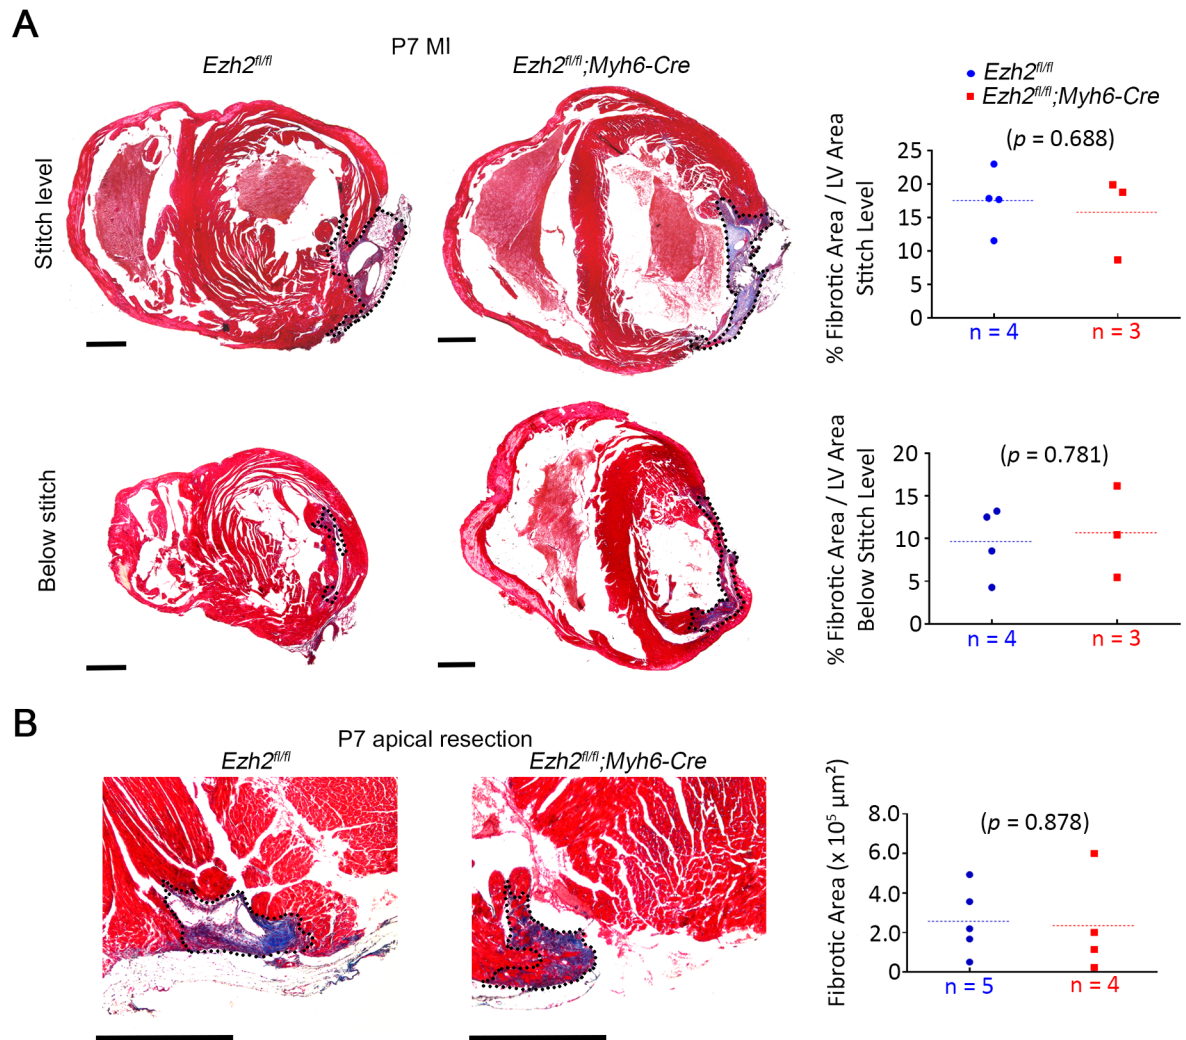 A
P7 MI
Ezh2fl/fl
Ezh2fl/fl;Myh6-Cre
Stitch level
Below stitch
Ezh2fl/fl
Ezh2fl/fl;Myh6-Cre
(p = 0.688)
% Fibrotic Area / LV Area
Stitch Level
25
20
15
10
5
0
n = 4
n = 3
(p = 0.781)
% Fibrotic Area / LV Area
Below Stitch Level
20
15
10
5
0
n = 4
n = 3
B
P7 apical resection
Ezh2fl/fl
Ezh2fl/fl;Myh6-Cre
(p = 0.878)
Fibrotic Area (x 10⁵ µm²)
8.0
6.0
4.0
2.0
0
n = 5
n = 4